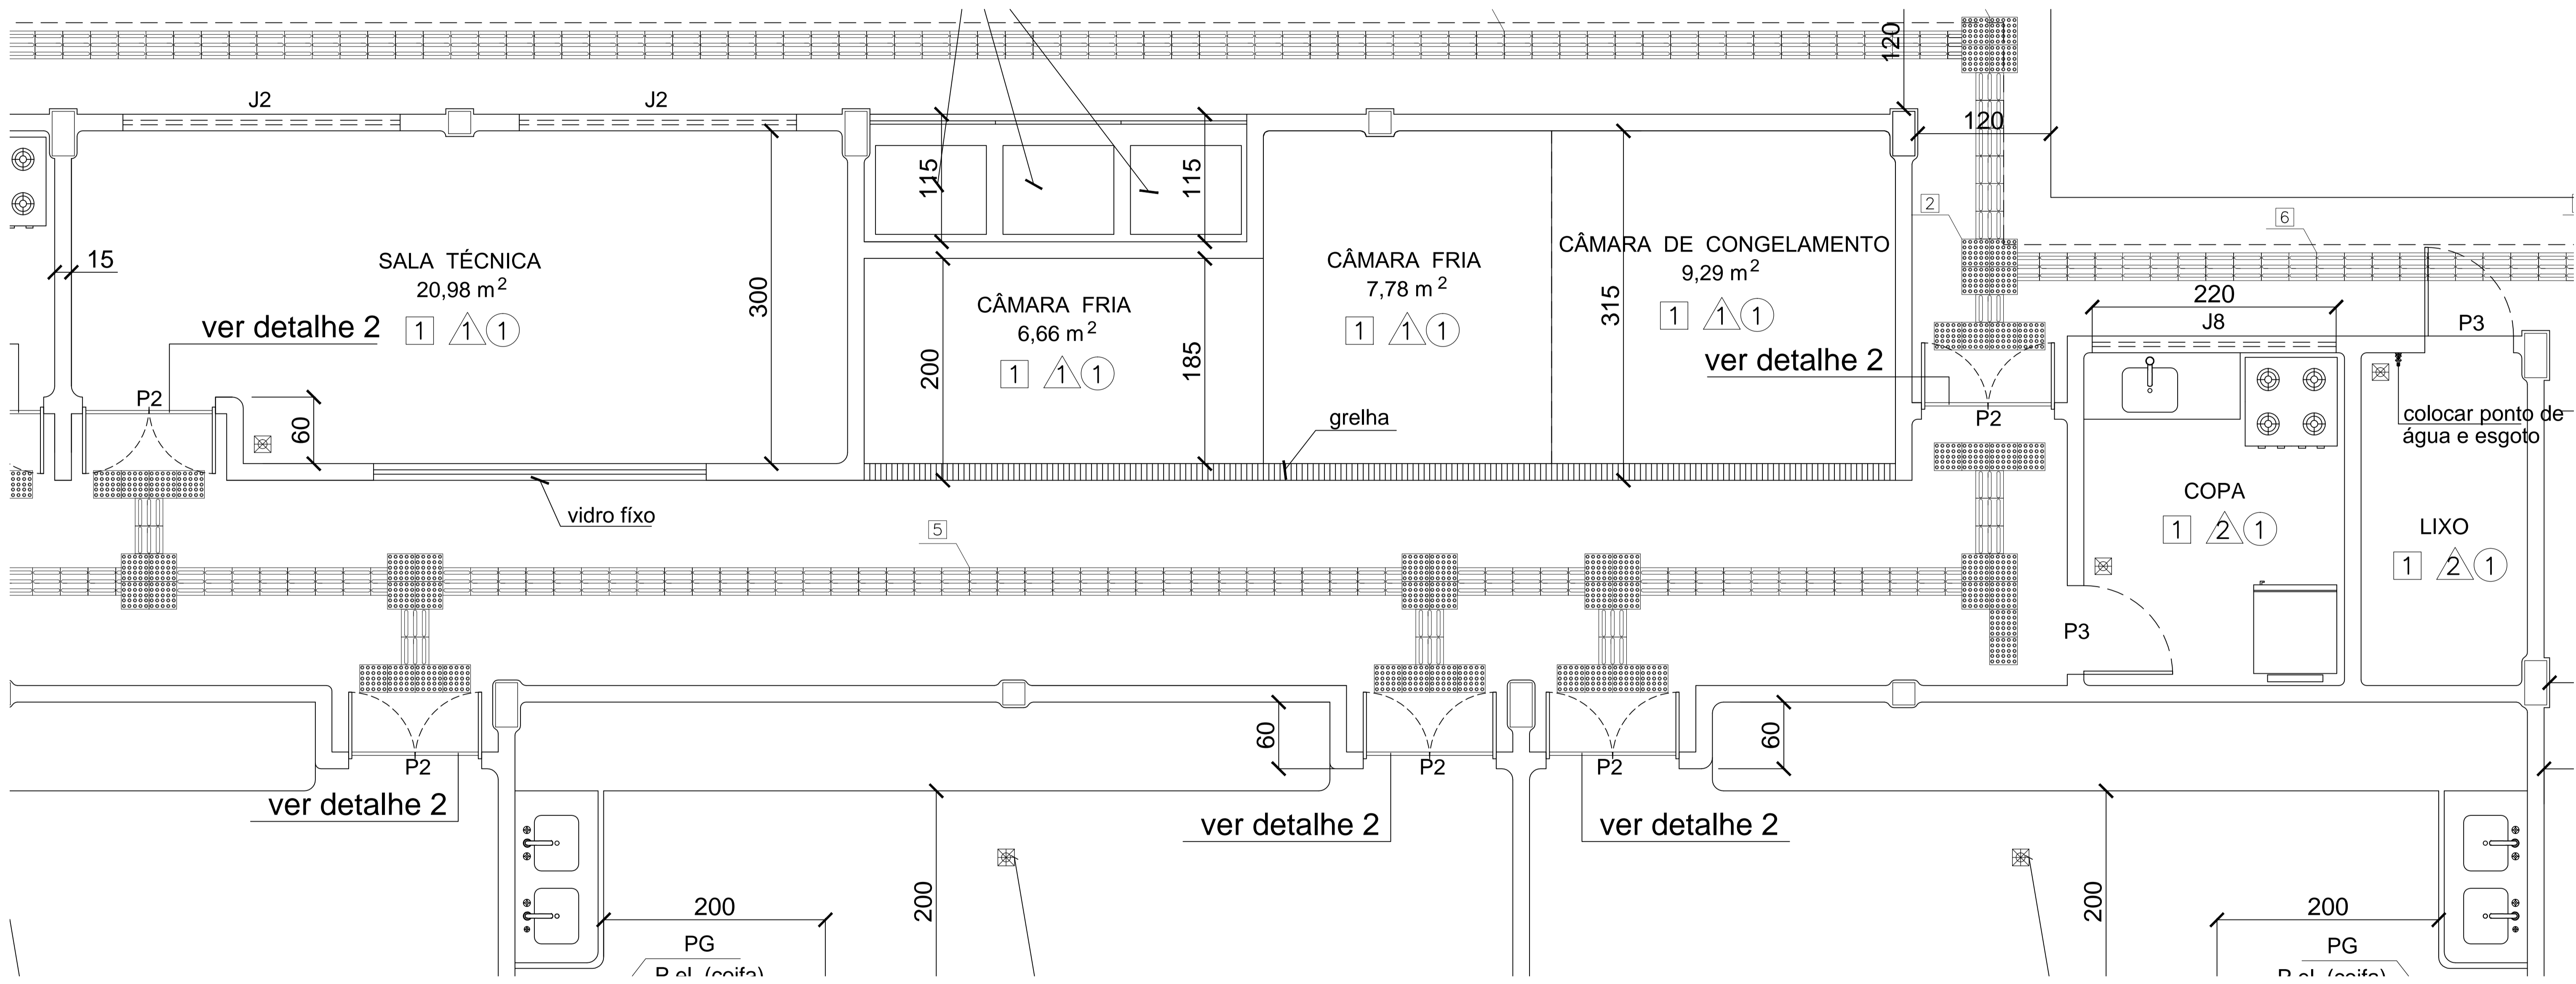 120
J2
J2
120
115
115
2
6
15
SALA TÉCNICA
20,98 m²
300
CÂMARA FRIA
7,78 m²
CÂMARA DE CONGELAMENTO
9,29 m²
315
220
J8
P3
ver detalhe 2
1 1 1
CÂMARA FRIA
6,66 m²
1 1 1
200
185
1 1 1
1 1 1
ver detalhe 2
P2
60
grelha
P2
colocar ponto de
água e esgoto
vidro fíxo
5
COPA
1 2 1
LIXO
1 2 1
P3
60
60
P2
P2
P2
ver detalhe 2
ver detalhe 2
ver detalhe 2
200
200
200
200
PG
PG
P.el. (coifa)
P.el. (coifa)